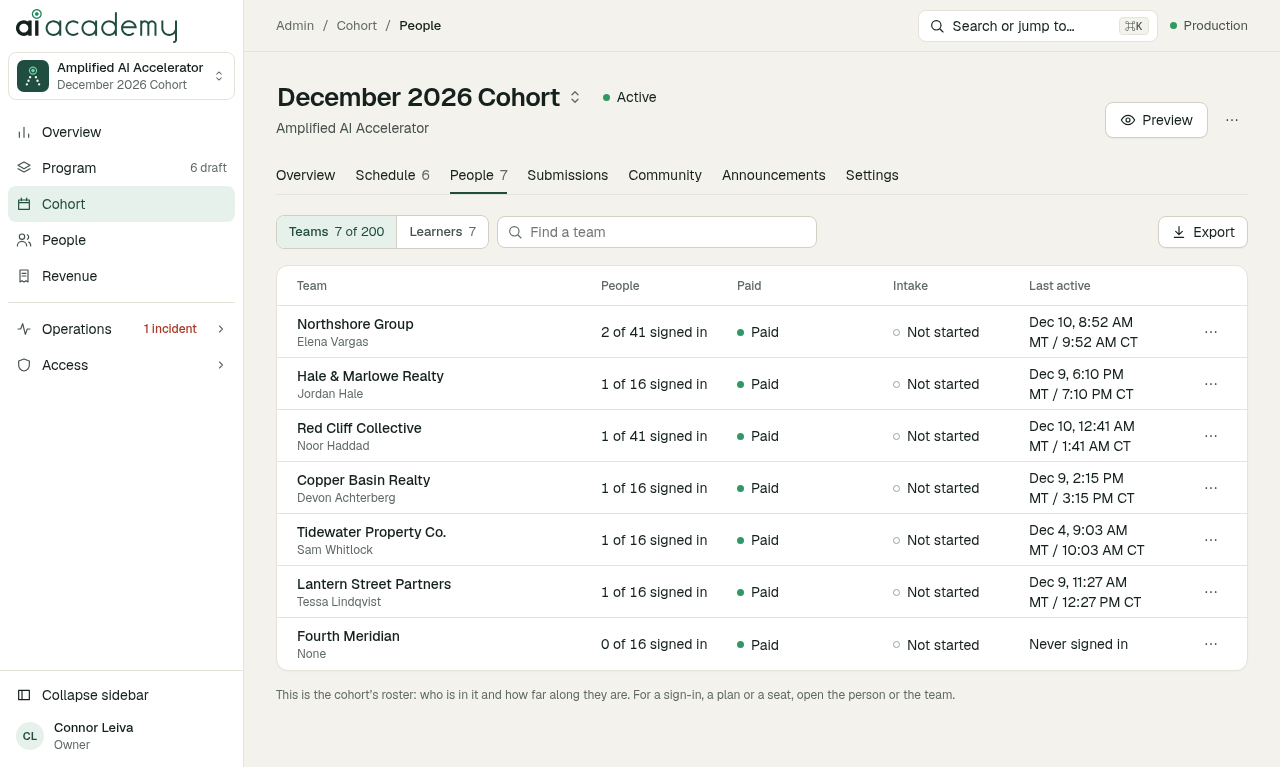 ai academy
Amplified AI Accelerator
December 2026 Cohort
Overview
Program 6 draft
Cohort
People
Revenue
Operations 1 incident
Access
Collapse sidebar
CL
Connor Leiva
Owner
Admin / Cohort / People
Search or jump to… ⌘K
Production
December 2026 Cohort
Active
Amplified AI Accelerator
Preview
Overview Schedule 6 People 7 Submissions Community Announcements Settings
Teams 7 of 200 Learners 7
Find a team
Export
Team People Paid Intake Last active
Northshore Group
Elena Vargas
2 of 41 signed in Paid Not started
Dec 10, 8:52 AM
MT / 9:52 AM CT
Hale & Marlowe Realty
Jordan Hale
1 of 16 signed in Paid Not started
Dec 9, 6:10 PM
MT / 7:10 PM CT
Red Cliff Collective
Noor Haddad
1 of 41 signed in Paid Not started
Dec 10, 12:41 AM
MT / 1:41 AM CT
Copper Basin Realty
Devon Achterberg
1 of 16 signed in Paid Not started
Dec 9, 2:15 PM
MT / 3:15 PM CT
Tidewater Property Co.
Sam Whitlock
1 of 16 signed in Paid Not started
Dec 4, 9:03 AM
MT / 10:03 AM CT
Lantern Street Partners
Tessa Lindqvist
1 of 16 signed in Paid Not started
Dec 9, 11:27 AM
MT / 12:27 PM CT
Fourth Meridian
None
0 of 16 signed in Paid Not started
Never signed in
This is the cohort's roster: who is in it and how far along they are. For a sign-in, a plan or a seat, open the person or the team.